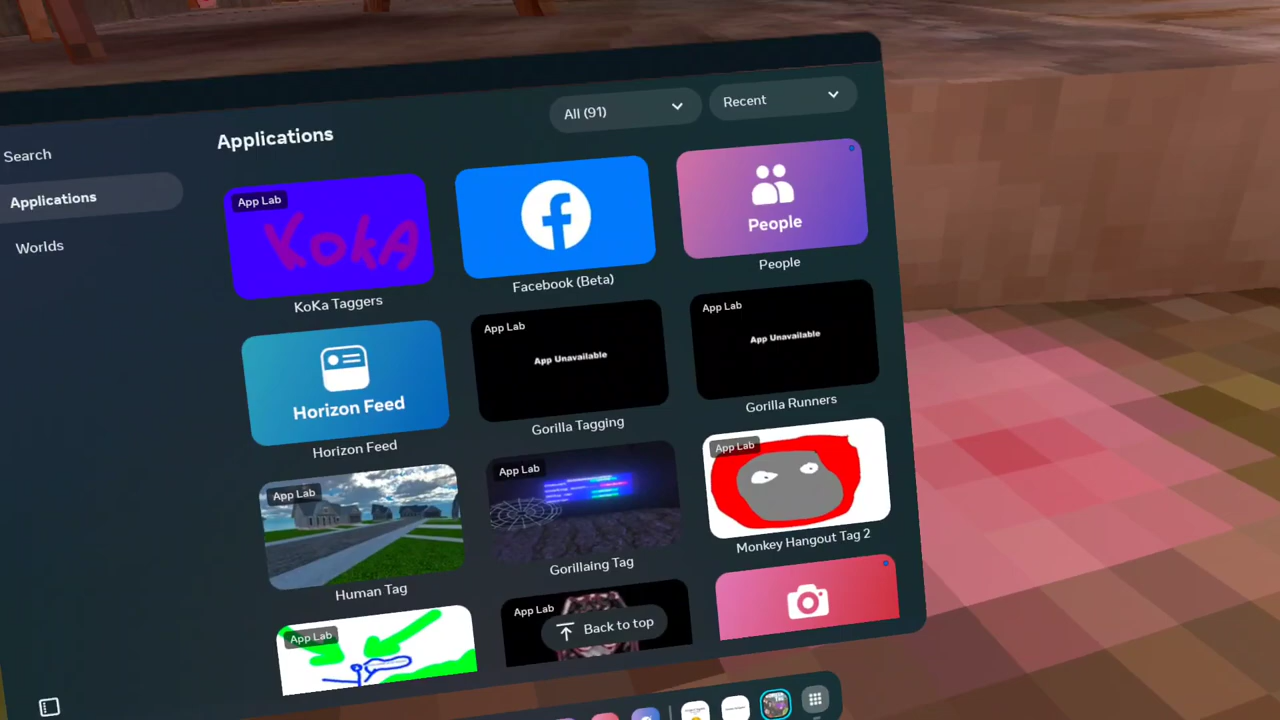 Search
Applications
Worlds
Applications
All (91)
Recent
App Lab
KoKA
KoKa Taggers
Facebook (Beta)
People
People
Horizon Feed
Horizon Feed
App Lab
App Unavailable
Gorilla Tagging
App Lab
App Unavailable
Gorilla Runners
App Lab
Human Tag
App Lab
Gorillaing Tag
App Lab
Monkey Hangout Tag 2
App Lab
App Lab
Back to top